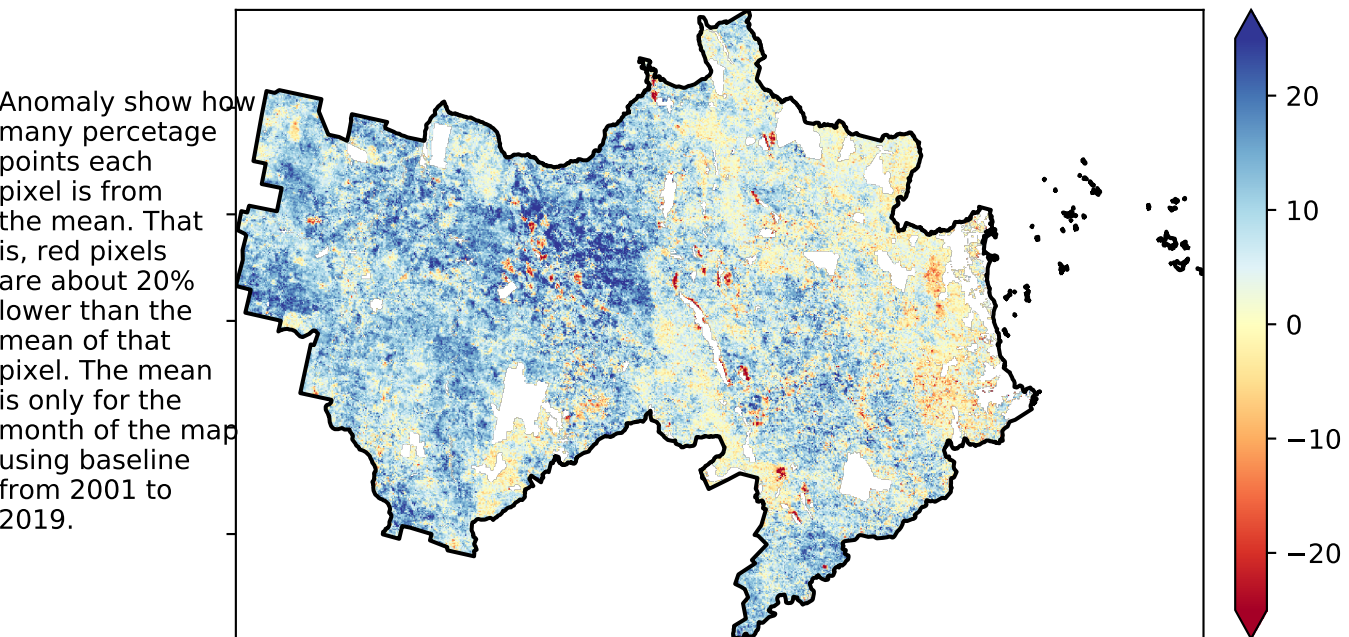 Anomaly show how
many percetage
points each
pixel is from
the mean. That
is, red pixels
are about 20%
lower than the
mean of that
pixel. The mean
is only for the
month of the map
using baseline
from 2001 to
2019.
20
10
0
−10
−20